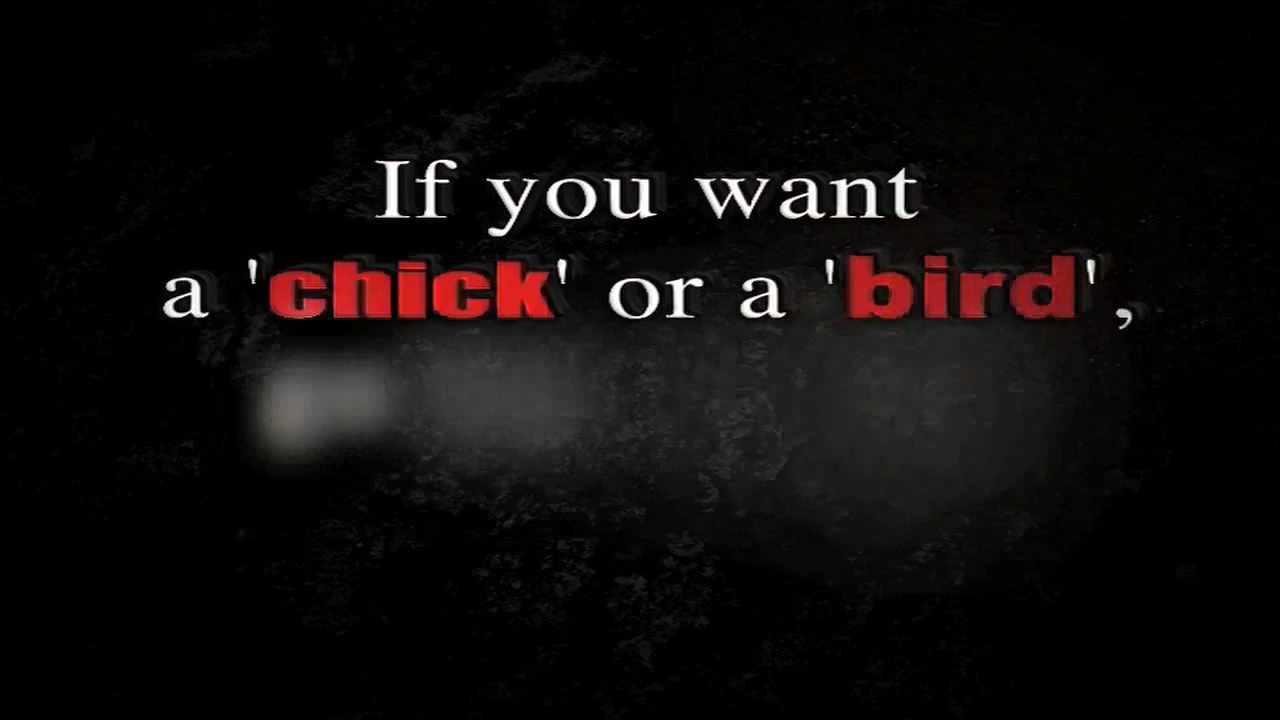 If you want
a 'chick' or a 'bird',